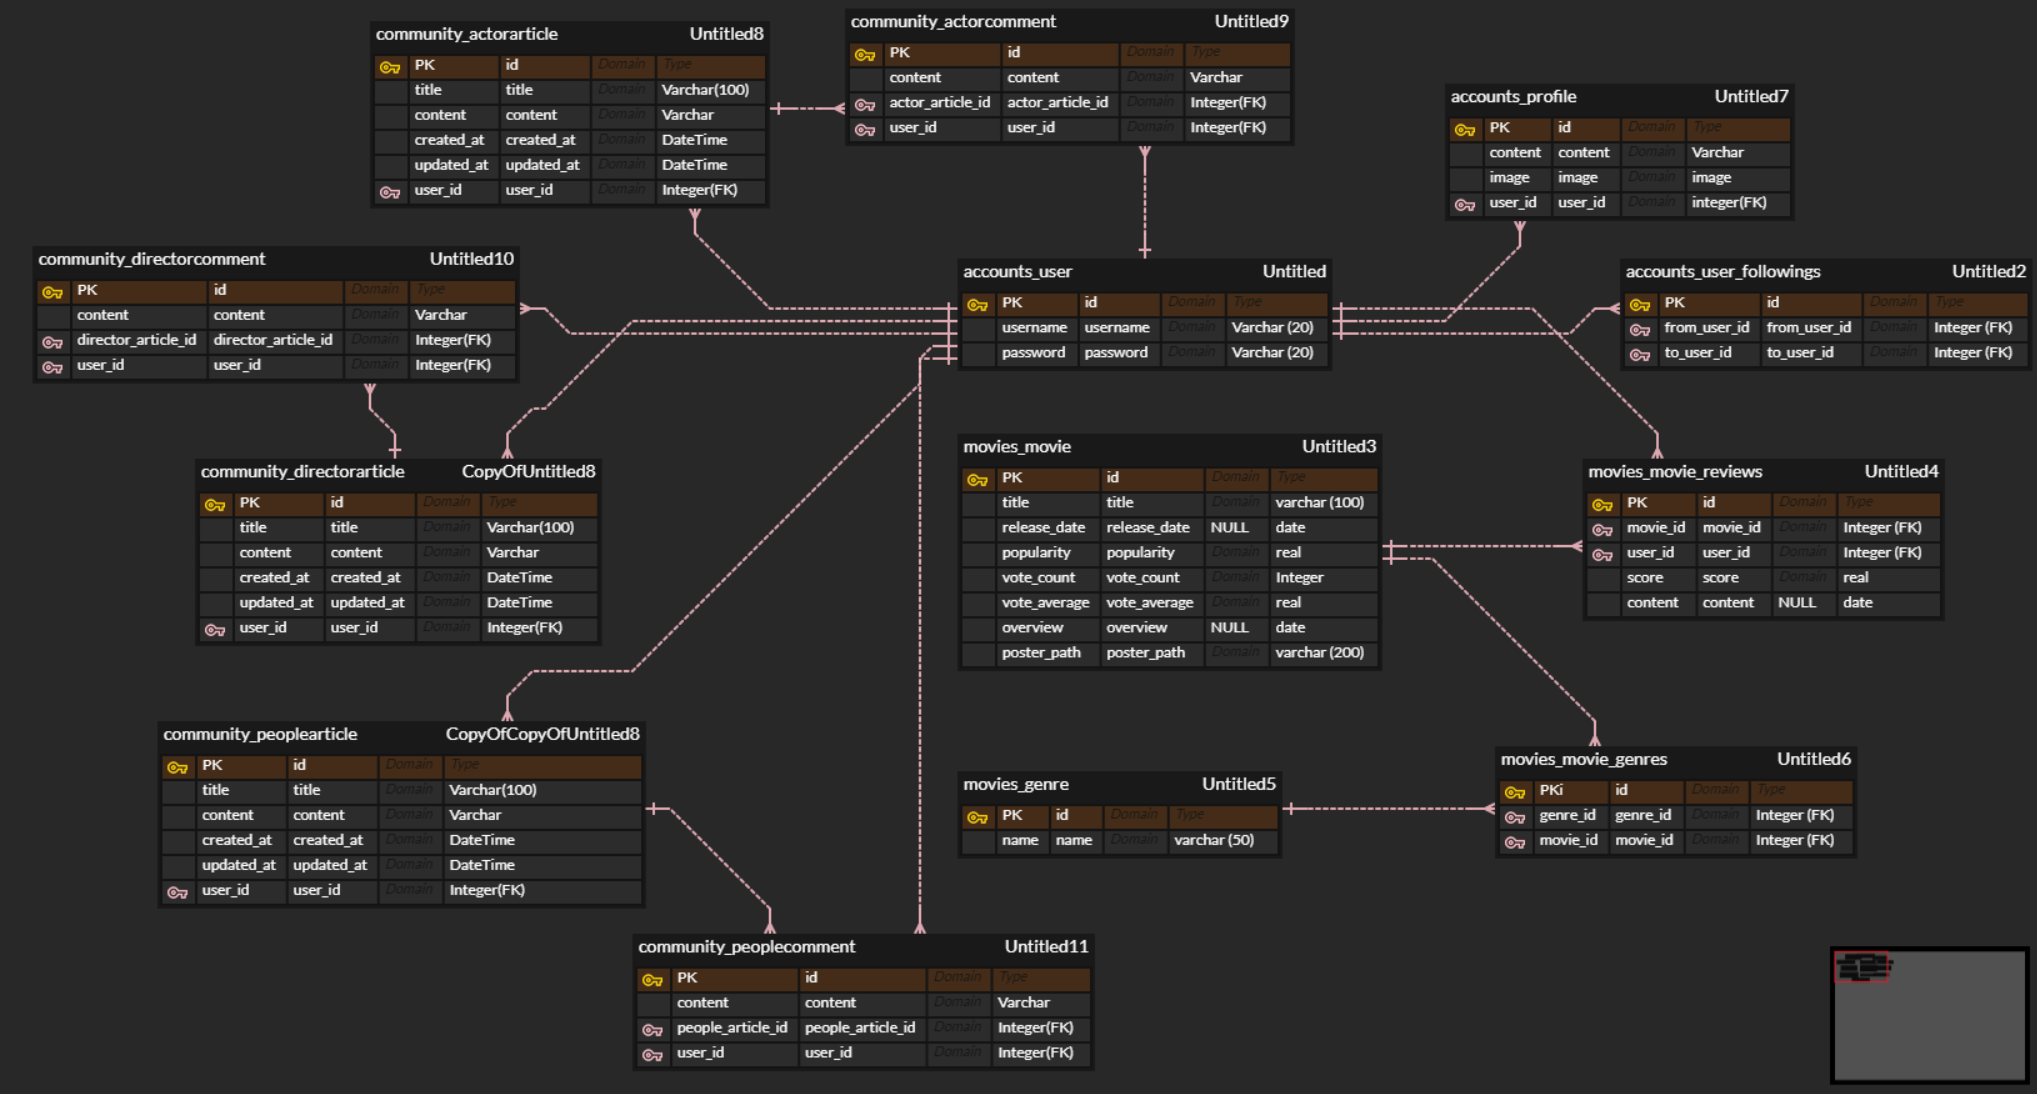 community_actorarticle Untitled8
PK id Domain Type
title title Domain Varchar(100)
content content Domain Varchar
created_at created_at Domain DateTime
updated_at updated_at Domain DateTime
user_id user_id Domain Integer(FK)
community_actorcomment Untitled9
PK id Domain Type
content content Domain Varchar
actor_article_id actor_article_id Domain Integer(FK)
user_id user_id Domain Integer(FK)
accounts_profile Untitled7
PK id Domain Type
content content Domain Varchar
image image Domain image
user_id user_id Domain integer(FK)
community_directorcomment Untitled10
PK id Domain Type
content content Domain Varchar
director_article_id director_article_id Domain Integer(FK)
user_id user_id Domain Integer(FK)
accounts_user Untitled
PK id Domain Type
username username Domain Varchar (20)
password password Domain Varchar (20)
accounts_user_followings Untitled2
PK id Domain Type
from_user_id from_user_id Domain Integer (FK)
to_user_id to_user_id Domain Integer (FK)
community_directorarticle CopyOfUntitled8
PK id Domain Type
title title Domain Varchar(100)
content content Domain Varchar
created_at created_at Domain DateTime
updated_at updated_at Domain DateTime
user_id user_id Domain Integer(FK)
movies_movie Untitled3
PK id Domain Type
title title Domain varchar (100)
release_date release_date NULL date
popularity popularity Domain real
vote_count vote_count Domain Integer
vote_average vote_average Domain real
overview overview NULL date
poster_path poster_path Domain varchar (200)
movies_movie_reviews Untitled4
PK id Domain Type
movie_id movie_id Domain Integer (FK)
user_id user_id Domain Integer (FK)
score score Domain real
content content NULL date
community_peoplearticle CopyOfCopyOfUntitled8
PK id Domain Type
title title Domain Varchar(100)
content content Domain Varchar
created_at created_at Domain DateTime
updated_at updated_at Domain DateTime
user_id user_id Domain Integer(FK)
movies_genre Untitled5
PK id Domain Type
name name Domain varchar (50)
movies_movie_genres Untitled6
PKi id Domain Type
genre_id genre_id Domain Integer (FK)
movie_id movie_id Domain Integer (FK)
community_peoplecomment Untitled11
PK id Domain Type
content content Domain Varchar
people_article_id people_article_id Domain Integer(FK)
user_id user_id Domain Integer(FK)